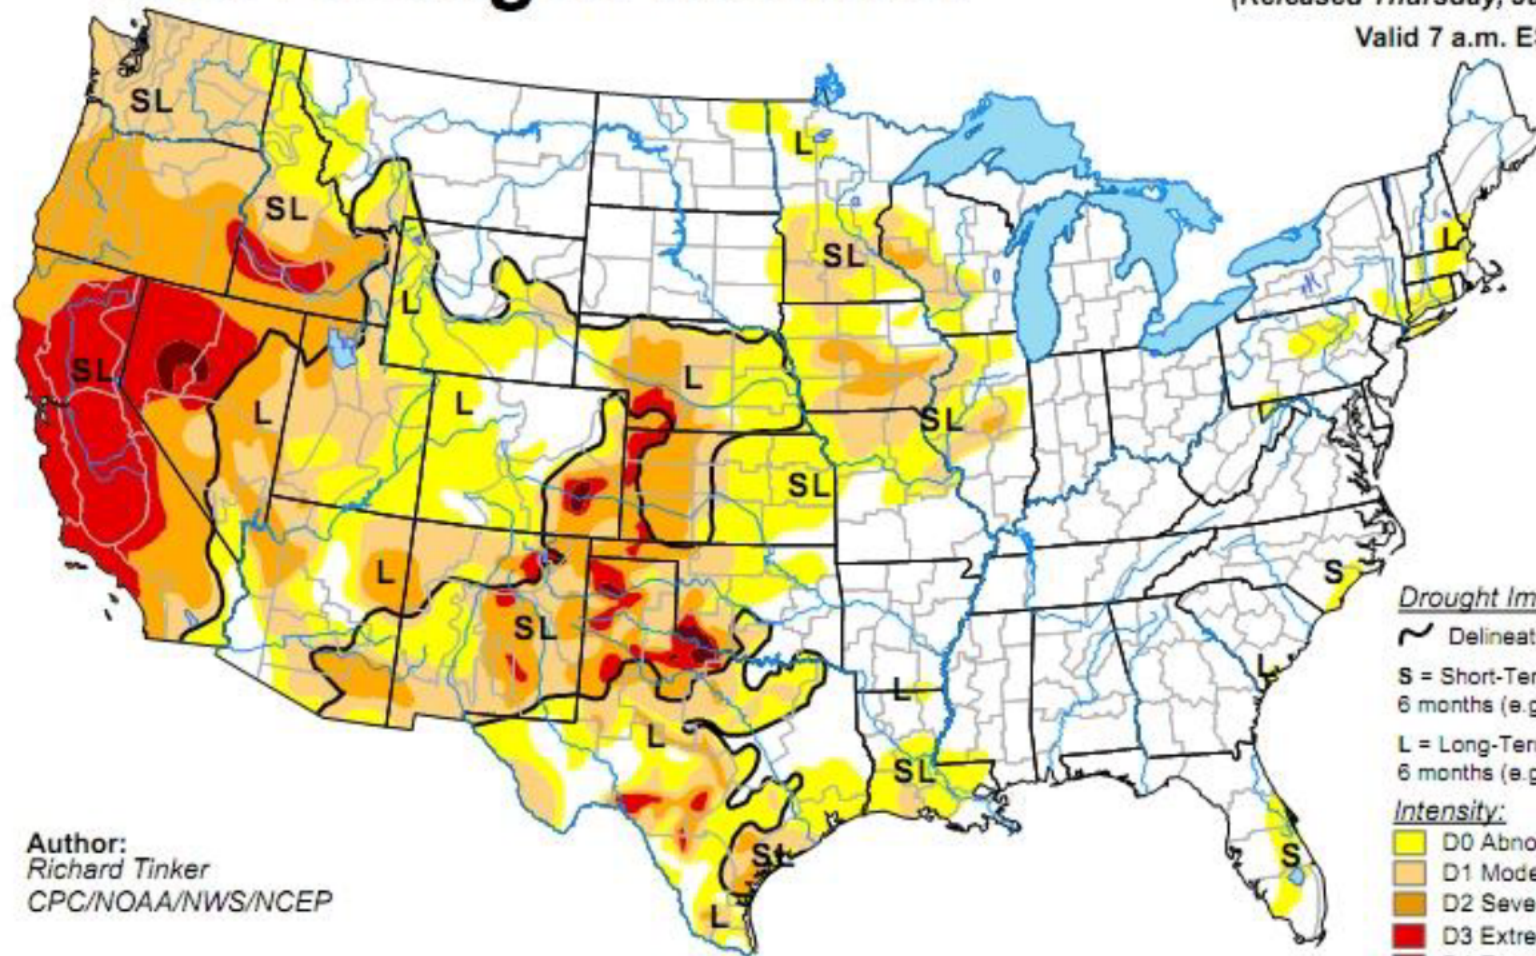 (Released Thursday,
Valid 7 a.m.
SL
L
SL
SL
L
L
SL
L
SL
L
L
SL
SL
S
L
SL
L
L
L
SL
SL
S
L
Drought Im
Delineat
S = Short-Ter
6 months (e.g
L = Long-Ter
6 months (e.g
Intensity:
D0 Abno
D1 Mode
D2 Seve
D3 Extre
Author:
Richard Tinker
CPC/NOAA/NWS/NCEP